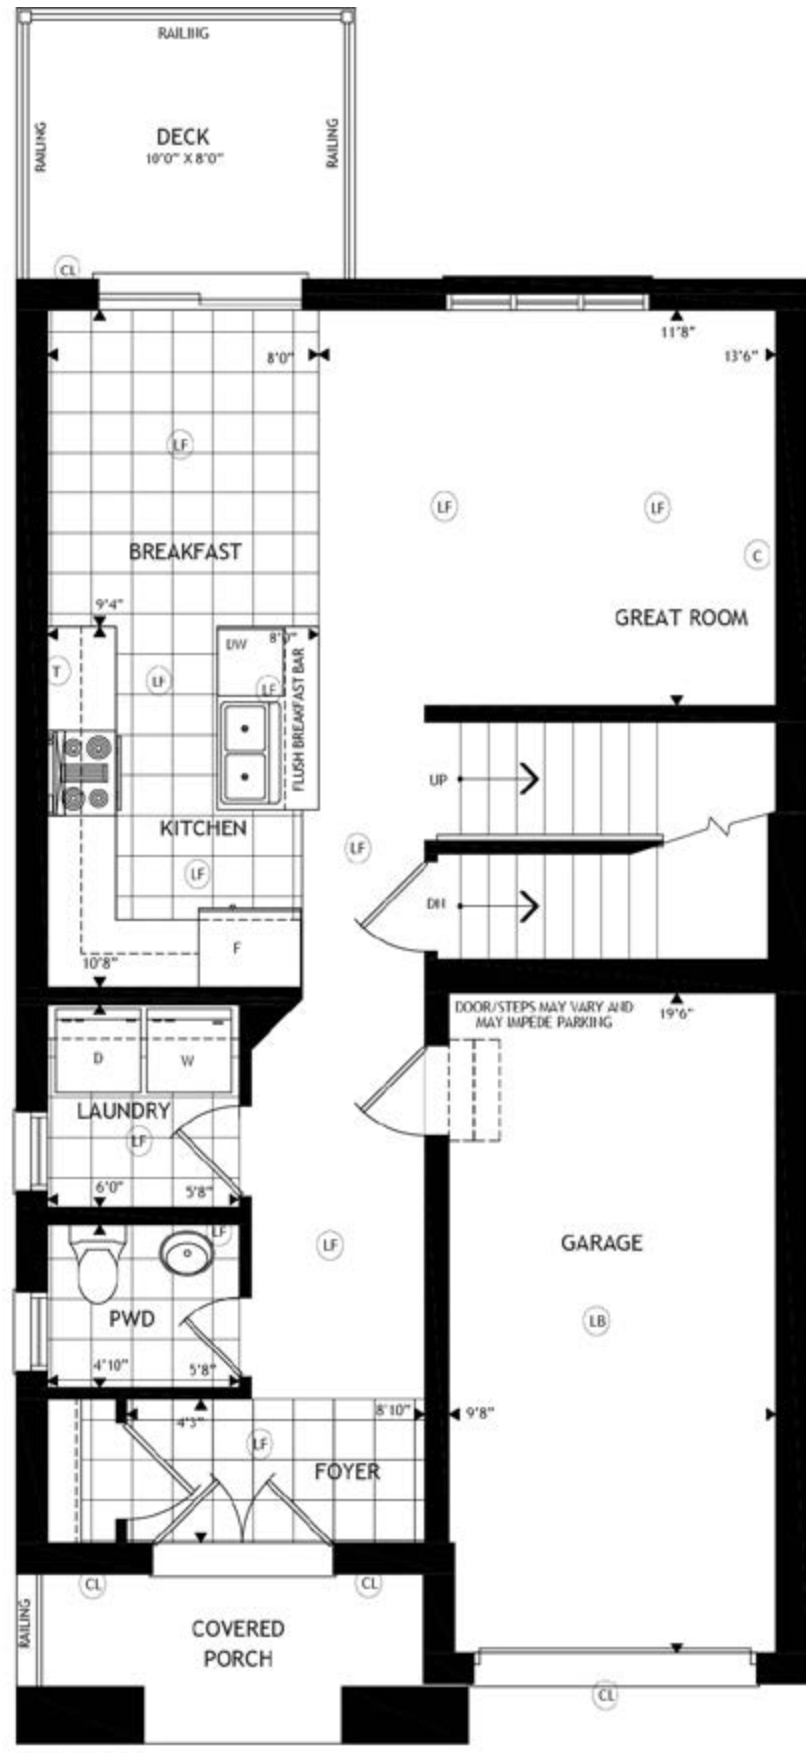 RAILING
RAILING
DECK
10'0" X 8'0"
RAILING
CL
11'8"
8'0"
13'6"
LF
LF
LF
C
BREAKFAST
9'4"
GREAT ROOM
DW
8'0"
T
LF
LF
FLUSH BREAKFAST BAR
UP
KITCHEN
LF
LF
DN
F
10'8"
DOOR/STEPS MAY VARY AND
MAY IMPEDE PARKING
19'6"
D
W
LAUNDRY
LF
6'0"
5'8"
LF
LF
GARAGE
PWD
LB
4'10"
5'8"
4'3"
8'10"
9'8"
LF
FOYER
CL
CL
RAILING
COVERED
PORCH
CL